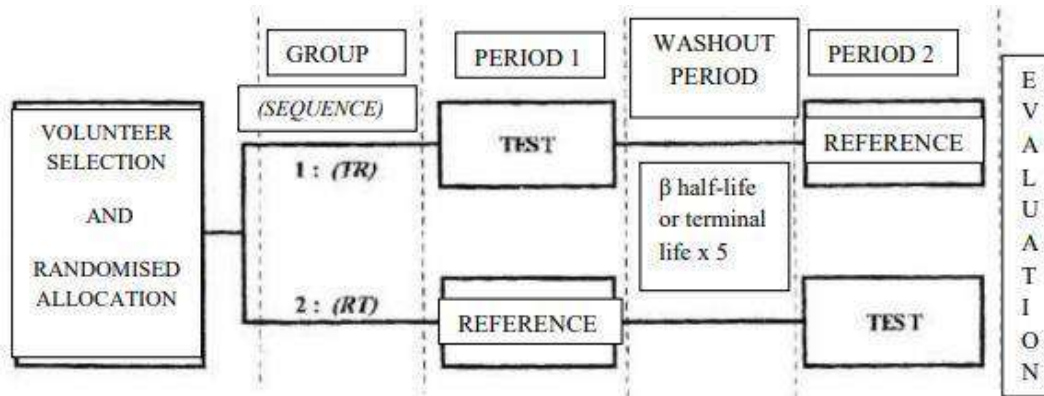 GROUP
PERIOD 1
WASHOUT
PERIOD
PERIOD 2
(SEQUENCE)
VOLUNTEER
SELECTION
AND
RANDOMISED
ALLOCATION
1 : (TR)
TEST
REFERENCE
β half-life
or terminal
life x 5
2 : (RT)
REFERENCE
TEST
E
V
A
L
U
A
T
I
O
N